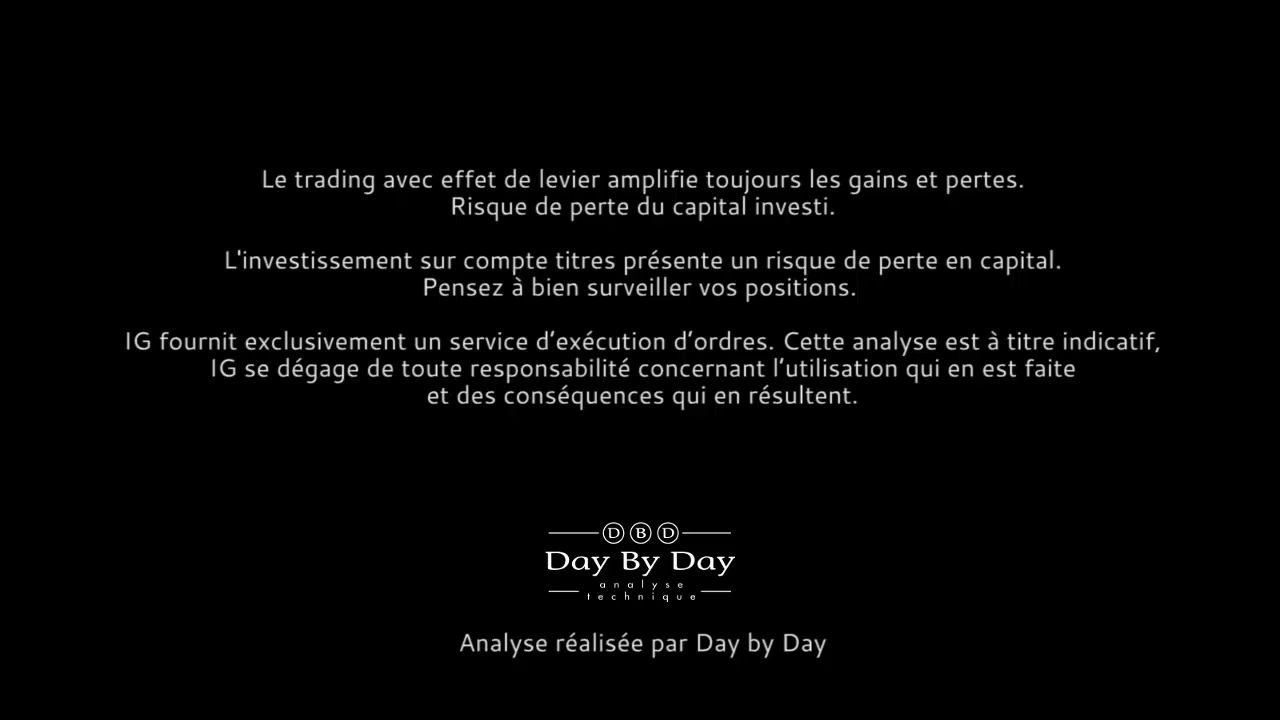 Le trading avec effet de levier amplifie toujours les gains et pertes.
Risque de perte du capital investi.
L'investissement sur compte titres présente un risque de perte en capital.
Pensez à bien surveiller vos positions.
IG fournit exclusivement un service d’exécution d’ordres. Cette analyse est à titre indicatif,
IG se dégage de toute responsabilité concernant l’utilisation qui en est faite
et des conséquences qui en résultent.
D B D
Day By Day
analyse
technique
Analyse réalisée par Day by Day